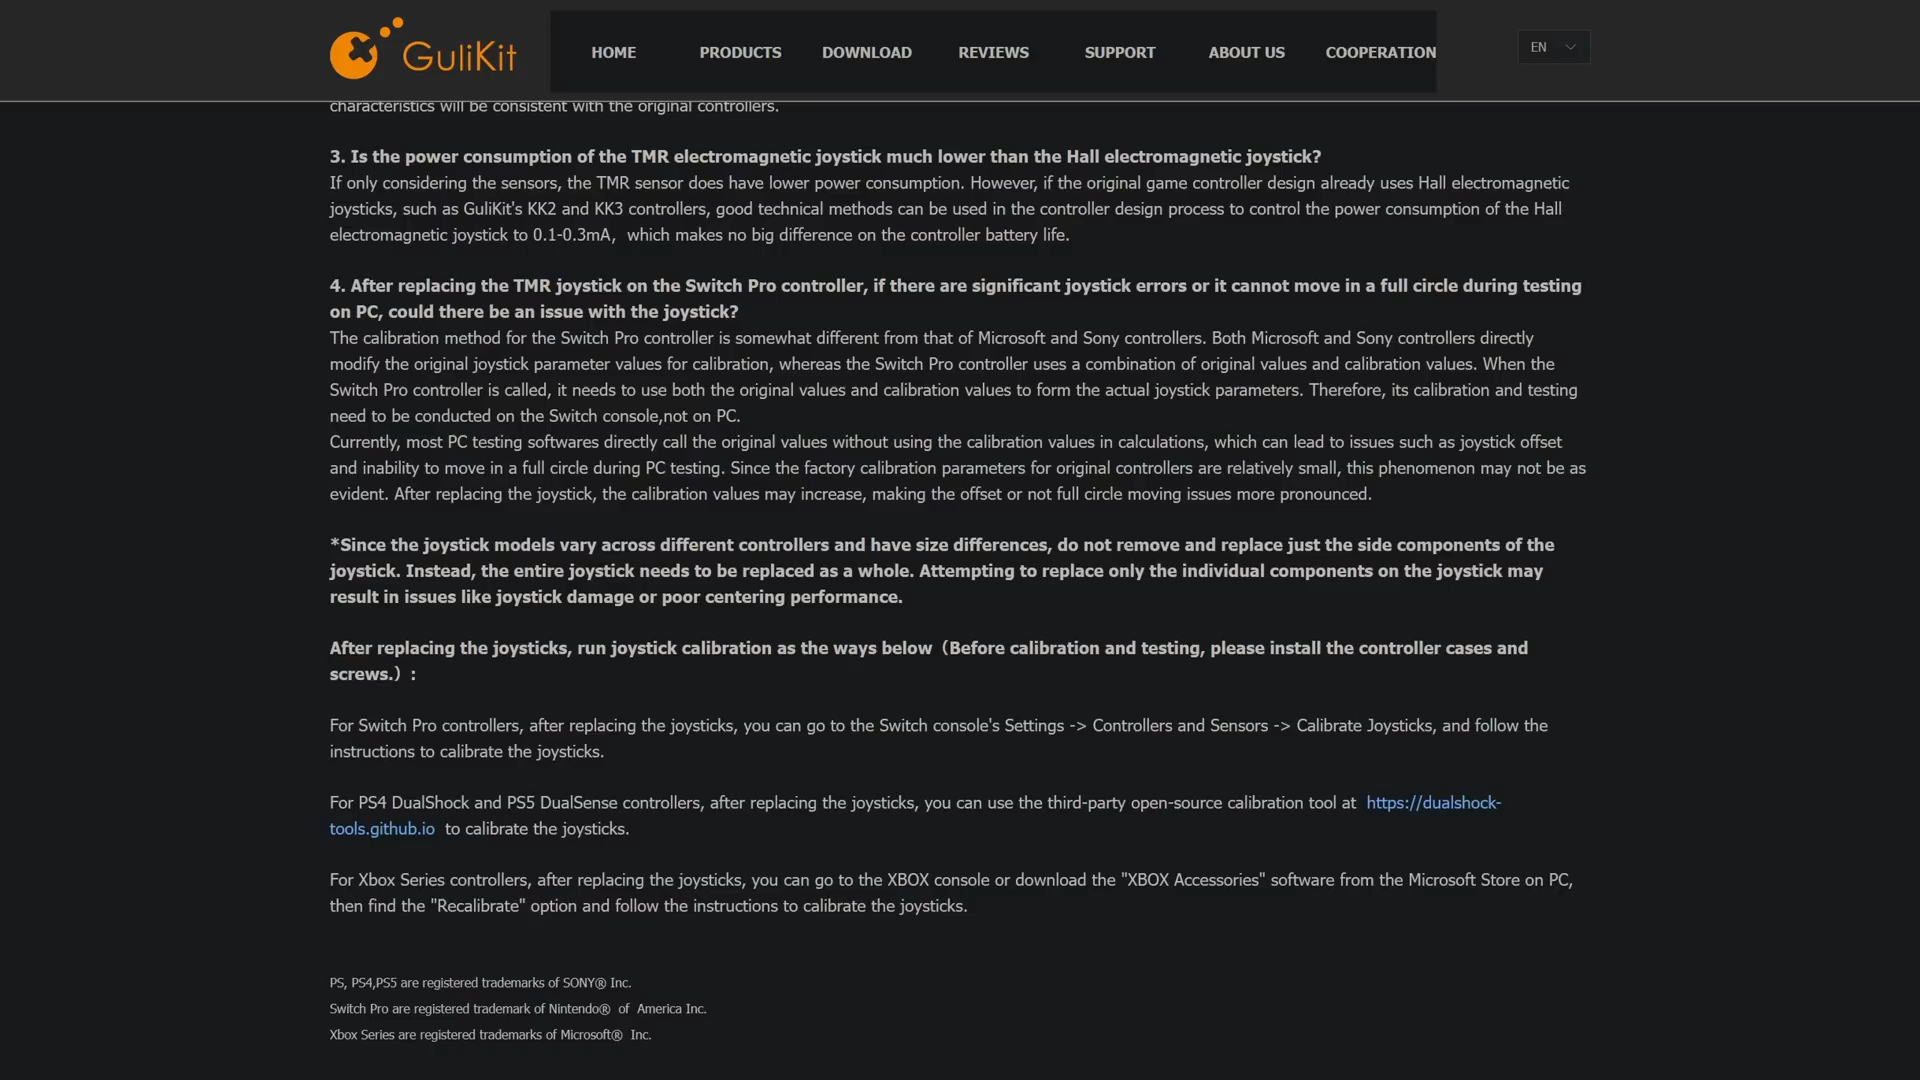 GuliKit
HOME PRODUCTS DOWNLOAD REVIEWS SUPPORT ABOUT US COOPERATION EN
characteristics will be consistent with the original controllers.
3. Is the power consumption of the TMR electromagnetic joystick much lower than the Hall electromagnetic joystick?
If only considering the sensors, the TMR sensor does have lower power consumption. However, if the original game controller design already uses Hall electromagnetic
joysticks, such as GuliKit's KK2 and KK3 controllers, good technical methods can be used in the controller design process to control the power consumption of the Hall
electromagnetic joystick to 0.1-0.3mA，which makes no big difference on the controller battery life.
4. After replacing the TMR joystick on the Switch Pro controller, if there are significant joystick errors or it cannot move in a full circle during testing
on PC, could there be an issue with the joystick?
The calibration method for the Switch Pro controller is somewhat different from that of Microsoft and Sony controllers. Both Microsoft and Sony controllers directly
modify the original joystick parameter values for calibration, whereas the Switch Pro controller uses a combination of original values and calibration values. When the
Switch Pro controller is called, it needs to use both the original values and calibration values to form the actual joystick parameters. Therefore, its calibration and testing
need to be conducted on the Switch console,not on PC.
Currently, most PC testing softwares directly call the original values without using the calibration values in calculations, which can lead to issues such as joystick offset
and inability to move in a full circle during PC testing. Since the factory calibration parameters for original controllers are relatively small, this phenomenon may not be as
evident. After replacing the joystick, the calibration values may increase, making the offset or not full circle moving issues more pronounced.
*Since the joystick models vary across different controllers and have size differences, do not remove and replace just the side components of the
joystick. Instead, the entire joystick needs to be replaced as a whole. Attempting to replace only the individual components on the joystick may
result in issues like joystick damage or poor centering performance.
After replacing the joysticks, run joystick calibration as the ways below（Before calibration and testing, please install the controller cases and
screws.）:
For Switch Pro controllers, after replacing the joysticks, you can go to the Switch console's Settings -> Controllers and Sensors -> Calibrate Joysticks, and follow the
instructions to calibrate the joysticks.
For PS4 DualShock and PS5 DualSense controllers, after replacing the joysticks, you can use the third-party open-source calibration tool at https://dualshock-
tools.github.io to calibrate the joysticks.
For Xbox Series controllers, after replacing the joysticks, you can go to the XBOX console or download the "XBOX Accessories" software from the Microsoft Store on PC,
then find the "Recalibrate" option and follow the instructions to calibrate the joysticks.
PS, PS4,PS5 are registered trademarks of SONY® Inc.
Switch Pro are registered trademark of Nintendo® of America Inc.
Xbox Series are registered trademarks of Microsoft® Inc.